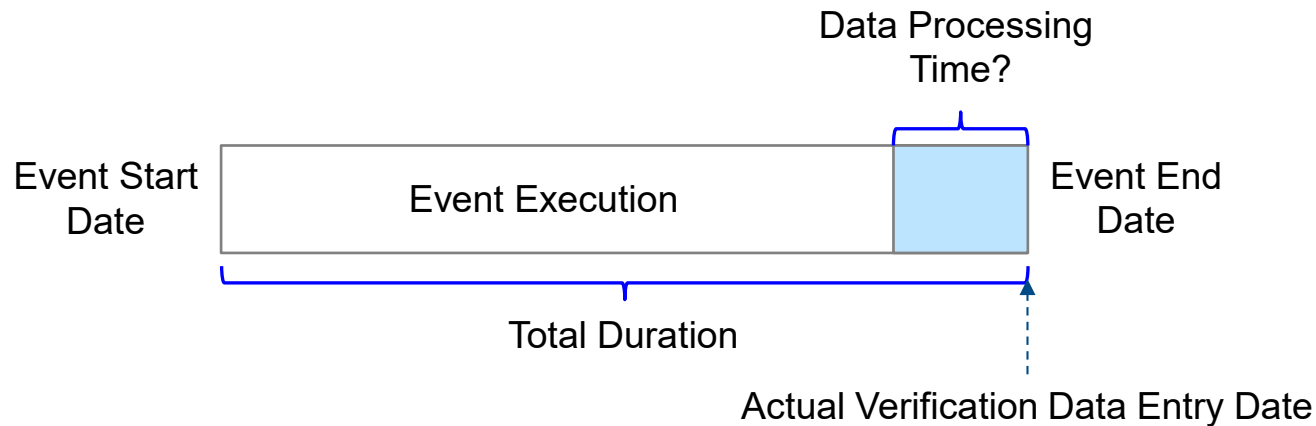 Data Processing
Time?
Event Start
Date
Event Execution
Event End
Date
Total Duration
Actual Verification Data Entry Date